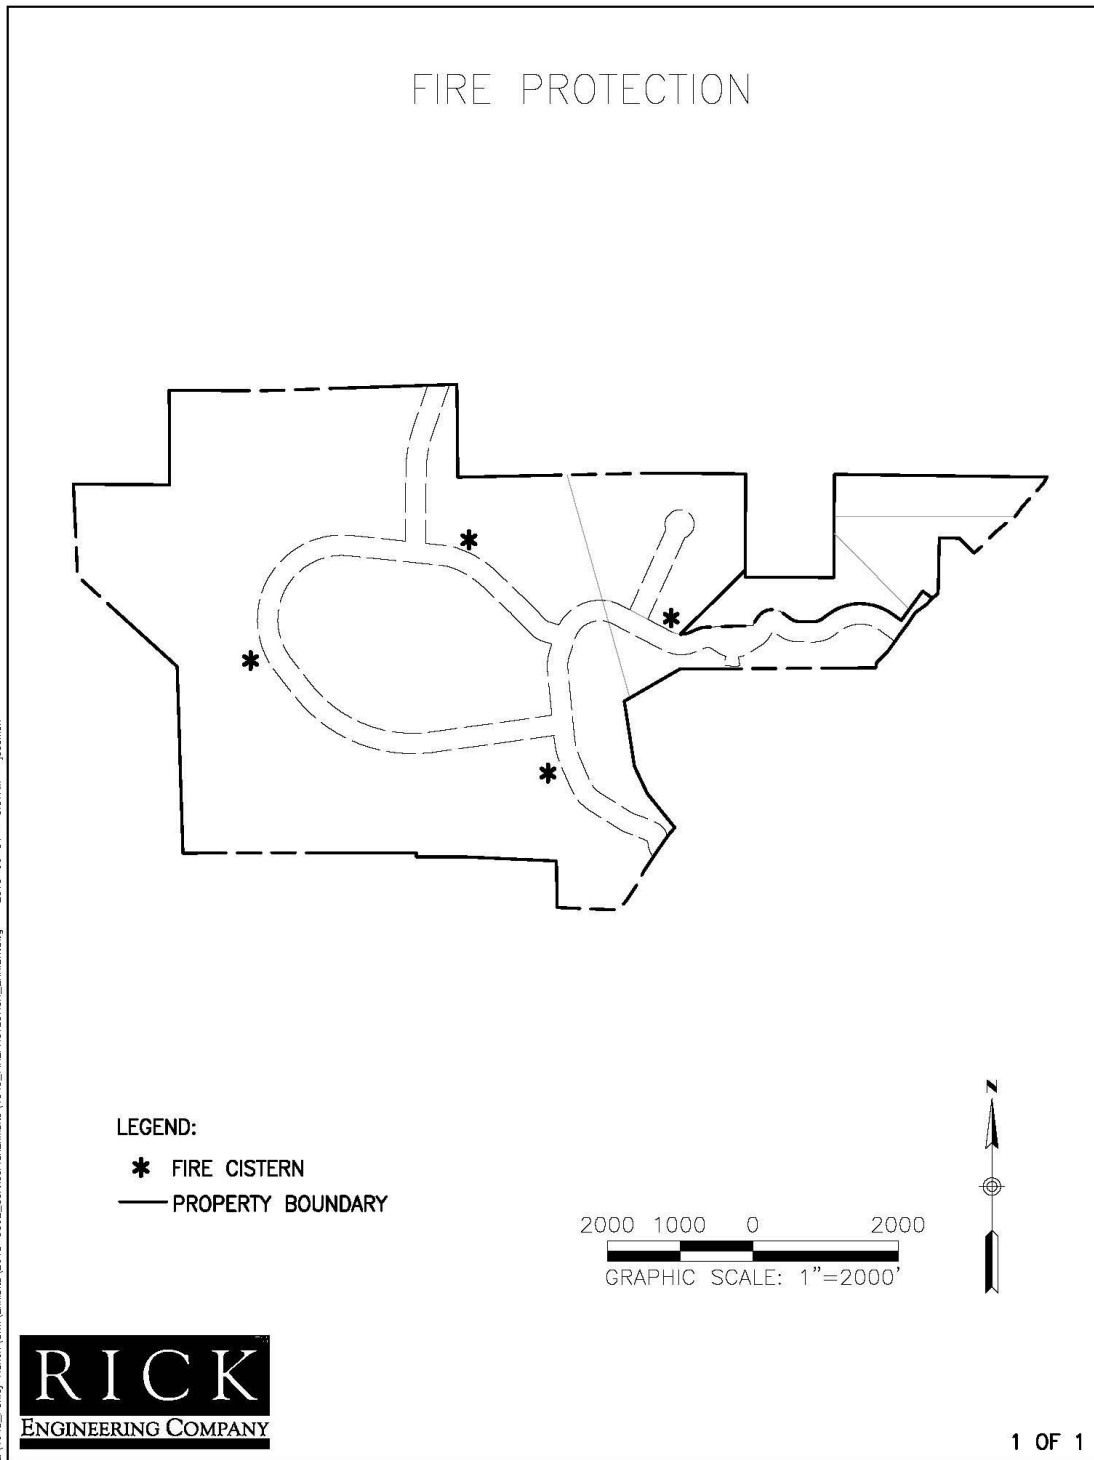 FIRE PROTECTION
LEGEND:
FIRE CISTERN
PROPERTY BOUNDARY
N
2000 1000 0 2000
GRAPHIC SCALE: 1"=2000'
RICK
ENGINEERING COMPANY
1 OF 1